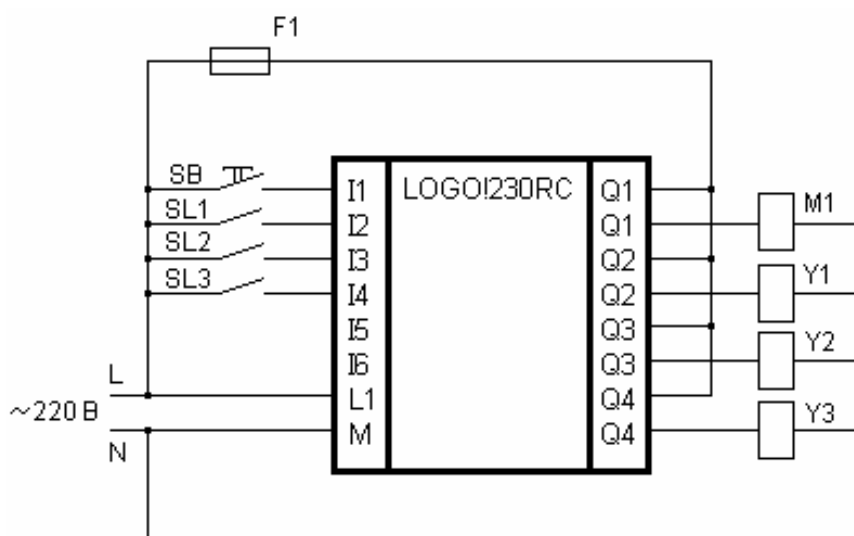 F1
SB
SL1
SL2
SL3
I1
I2
I3
I4
I5
I6
L1
M
LOGO!230RC
Q1
Q1
Q2
Q2
Q3
Q3
Q4
Q4
M1
Y1
Y2
Y3
L
~220 В
N